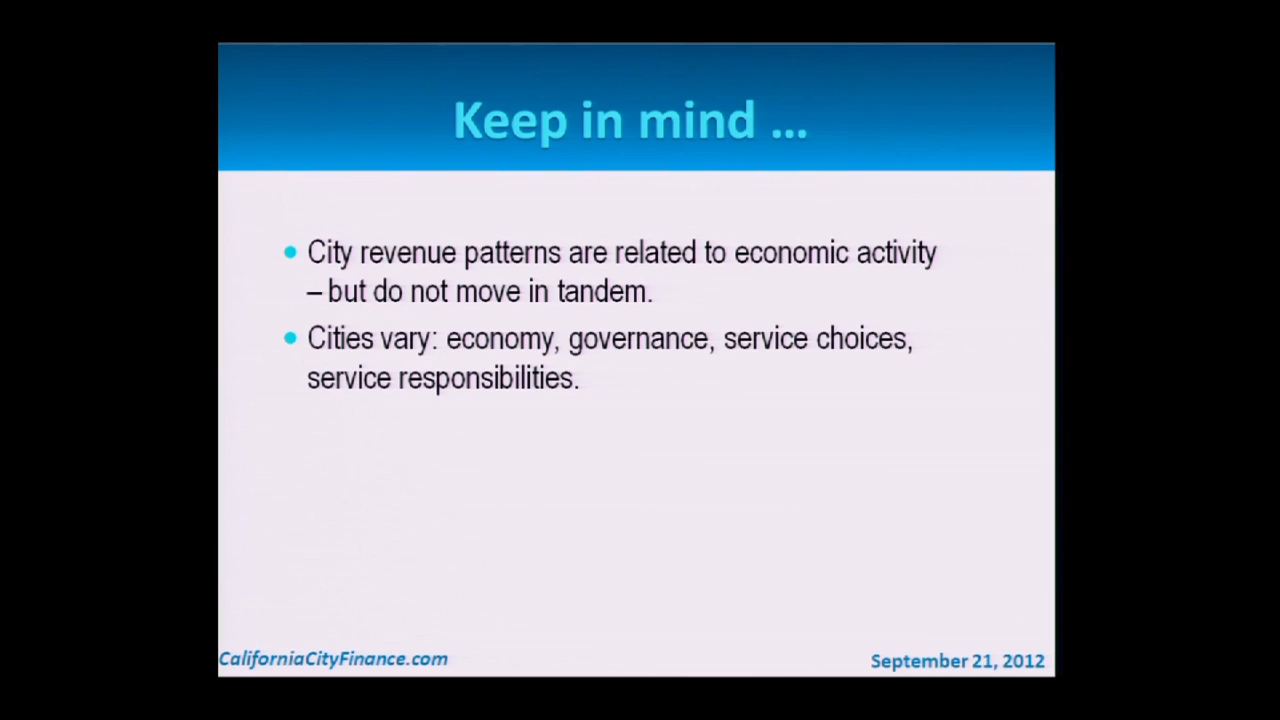 Keep in mind ...
• City revenue patterns are related to economic activity
– but do not move in tandem.
• Cities vary: economy, governance, service choices,
service responsibilities.
CaliforniaCityFinance.com
September 21, 2012